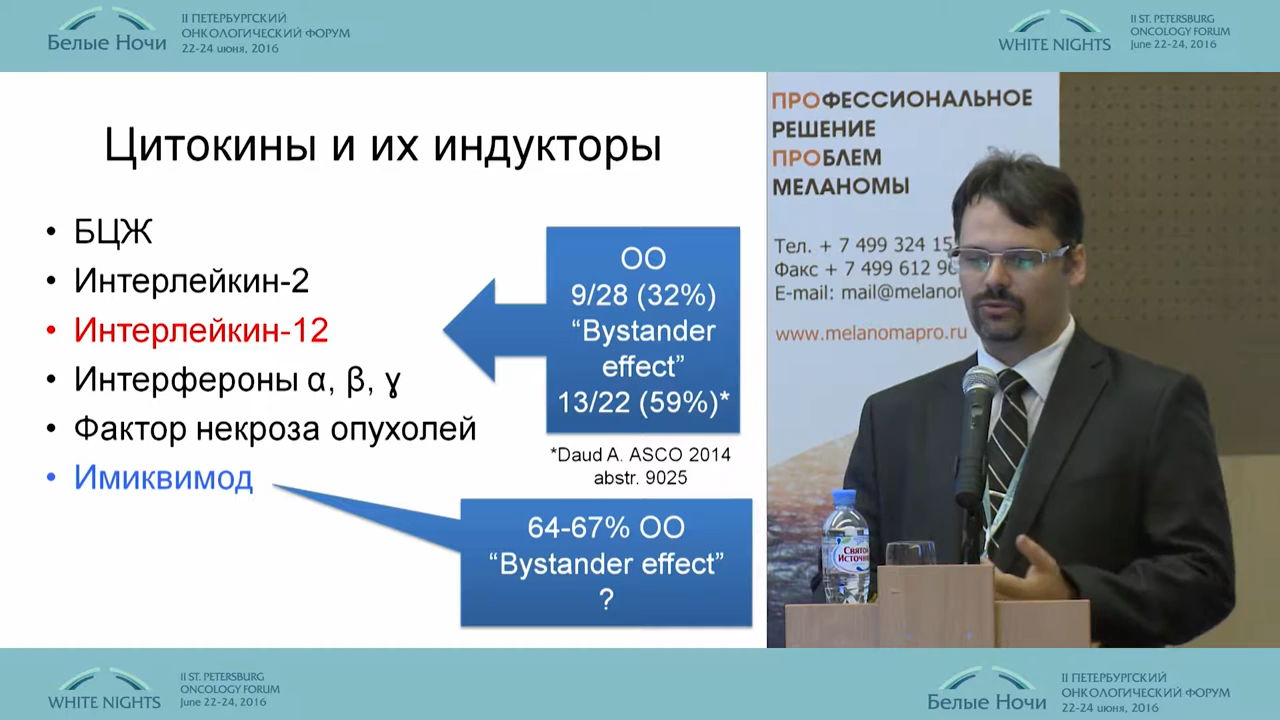 Белые Ночи
II ПЕТЕРБУРГСКИЙ
ОНКОЛОГИЧЕСКИЙ ФОРУМ
22-24 июня, 2016
WHITE NIGHTS
II ST. PETERSBURG
ONCOLOGY FORUM
June 22-24, 2016
Цитокины и их индукторы
• БЦЖ
• Интерлейкин-2
• Интерлейкин-12
• Интерфероны α, β, ɣ
• Фактор некроза опухолей
• Имиквимод
ОО
9/28 (32%)
“Bystander
effect”
13/22 (59%)*
*Daud A. ASCO 2014
abstr. 9025
64-67% ОО
“Bystander effect”
?
ПРОФЕССИОНАЛЬНОЕ
РЕШЕНИЕ
ПРОБЛЕМ
МЕЛАНОМЫ
Тел. + 7 499 324 15
Факс + 7 499 612 96
E-mail: mail@melanom
www.melanomapro.ru
Святой
Источник
WHITE NIGHTS
II ST. PETERSBURG
ONCOLOGY FORUM
June 22-24, 2016
Белые Ночи
II ПЕТЕРБУРГСКИЙ
ОНКОЛОГИЧЕСКИЙ ФОРУМ
22-24 июня, 2016